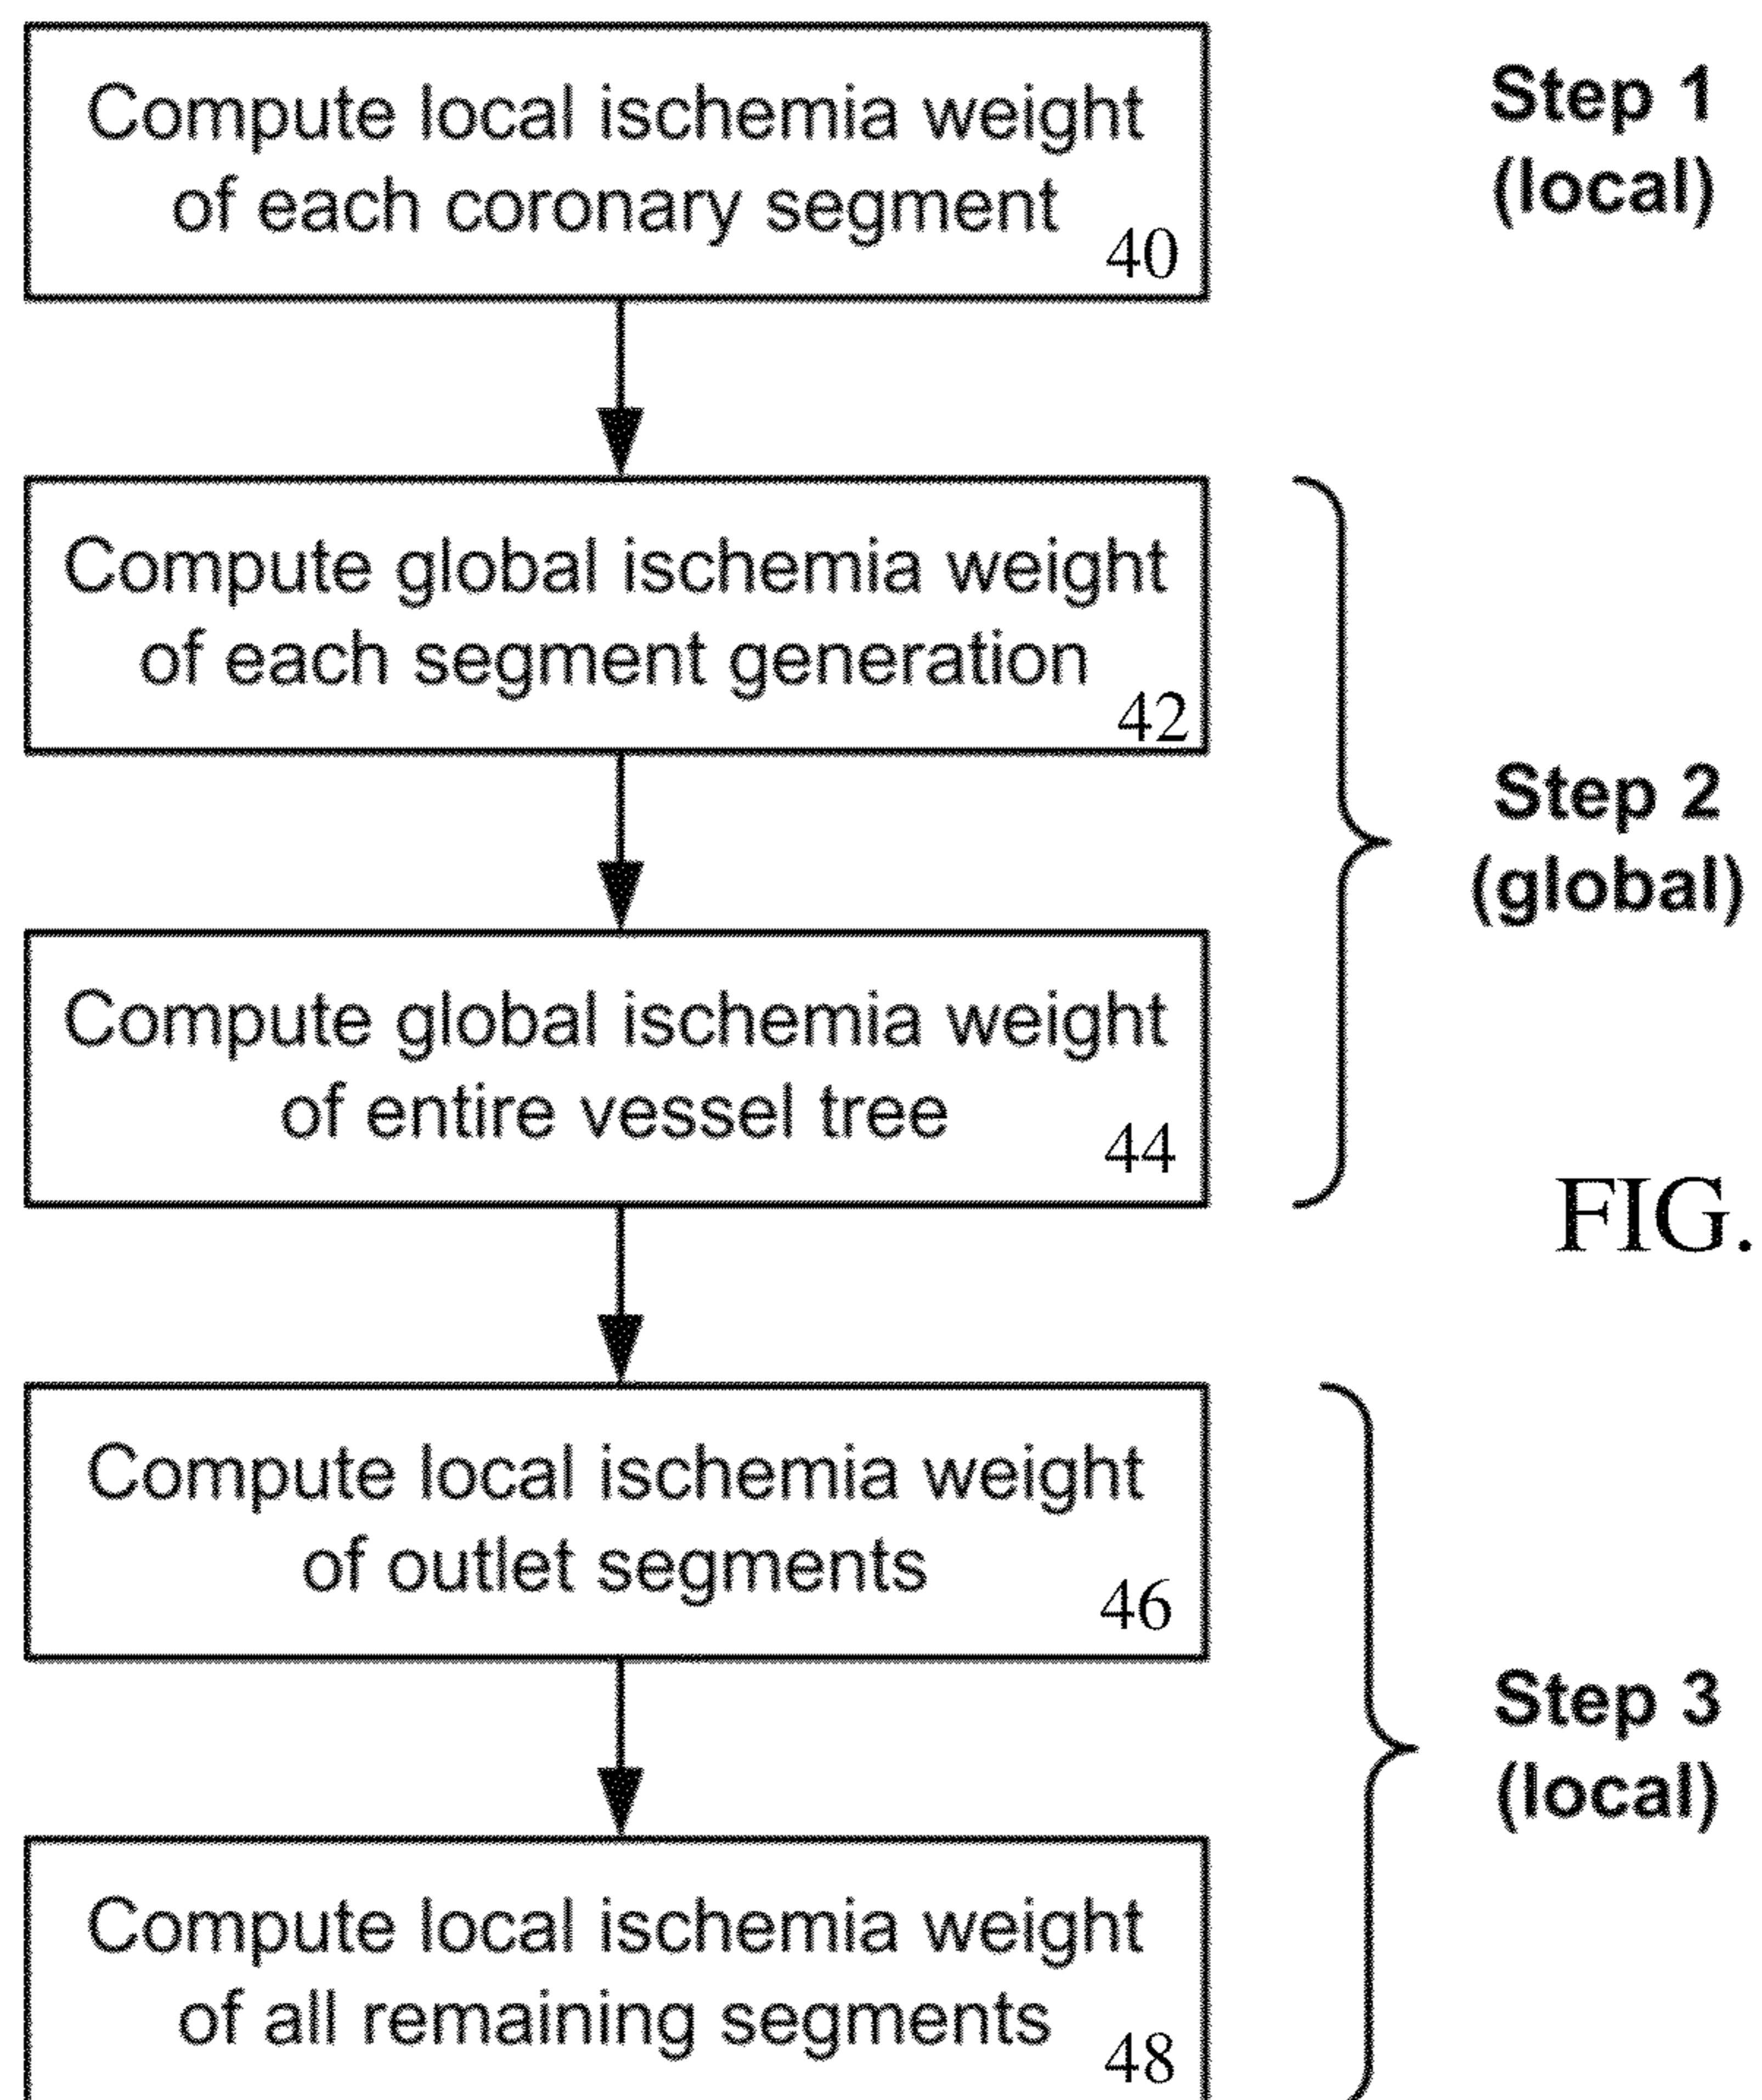 Compute local ischemia weight
of each coronary segment
40
Step 1
(local)
Compute global ischemia weight
of each segment generation
42
Step 2
(global)
Compute global ischemia weight
of entire vessel tree
44
FIG.
Compute local ischemia weight
of outlet segments
46
Step 3
(local)
Compute local ischemia weight
of all remaining segments
48